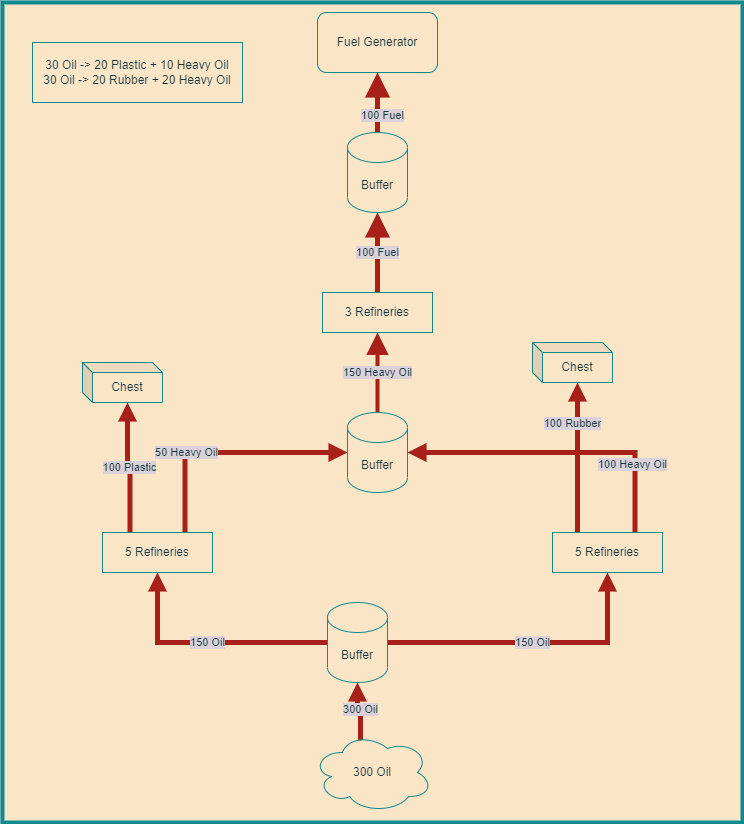 Fuel Generator
30 Oil -> 20 Plastic + 10 Heavy Oil
30 Oil -> 20 Rubber + 20 Heavy Oil
100 Fuel
Buffer
100 Fuel
3 Refineries
150 Heavy Oil
Chest
Chest
100 Rubber
50 Heavy Oil
100 Plastic
Buffer
100 Heavy Oil
5 Refineries
5 Refineries
150 Oil
Buffer
150 Oil
300 Oil
300 Oil